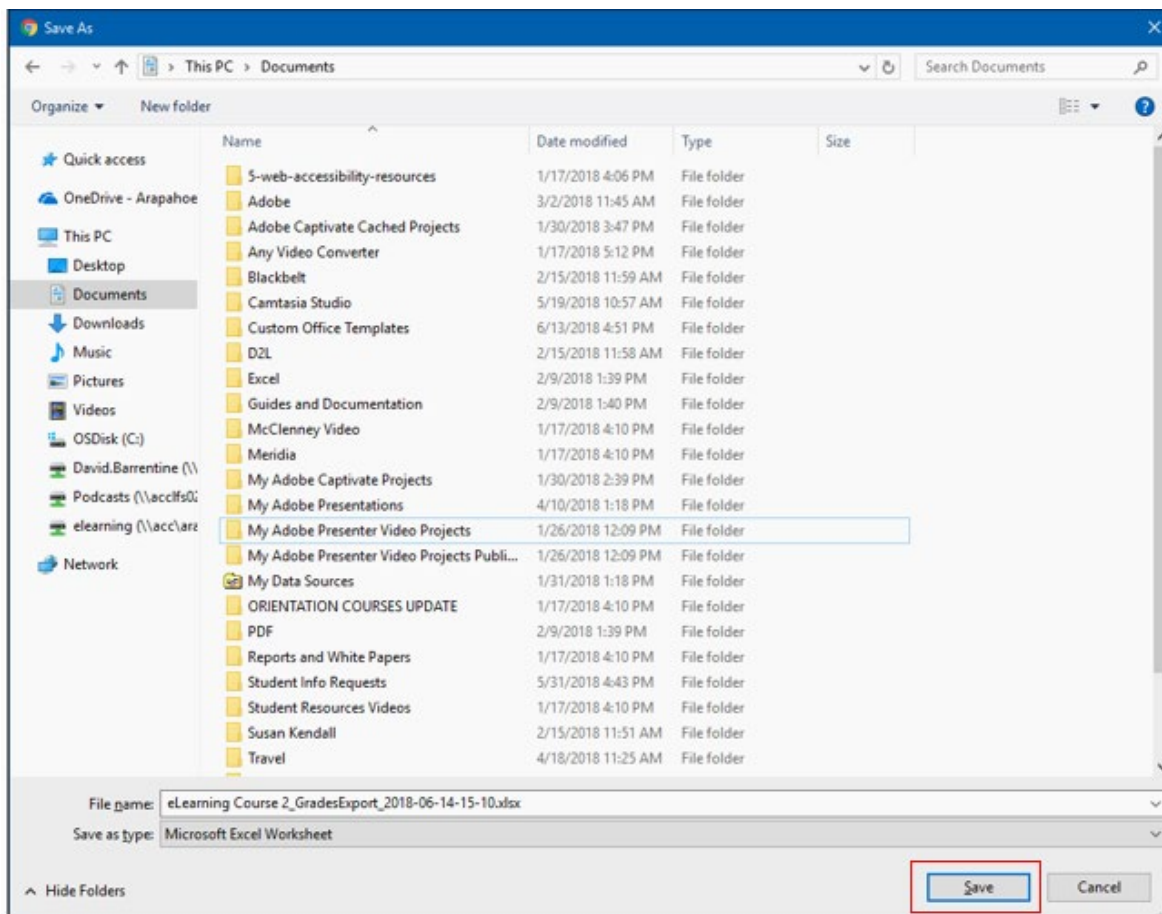 Save As
This PC > Documents
Search Documents
Organize
New folder
Name
Date modified
Type
Size
Quick access
OneDrive - Arapahoe
This PC
Desktop
Documents
Downloads
Music
Pictures
Videos
OSDisk (C:)
David.Barrentine (\\
Podcasts (\\acclfs02
elearning (\\acc\ara
Network
5-web-accessibility-resources 1/17/2018 4:06 PM File folder
Adobe 3/2/2018 11:45 AM File folder
Adobe Captivate Cached Projects 1/30/2018 3:47 PM File folder
Any Video Converter 1/17/2018 5:12 PM File folder
Blackbelt 2/15/2018 11:59 AM File folder
Camtasia Studio 5/19/2018 10:57 AM File folder
Custom Office Templates 6/13/2018 4:51 PM File folder
D2L 2/15/2018 11:58 AM File folder
Excel 2/9/2018 1:39 PM File folder
Guides and Documentation 2/9/2018 1:40 PM File folder
McClenney Video 1/17/2018 4:10 PM File folder
Meridia 1/17/2018 4:10 PM File folder
My Adobe Captivate Projects 1/30/2018 2:39 PM File folder
My Adobe Presentations 4/10/2018 1:18 PM File folder
My Adobe Presenter Video Projects 1/26/2018 12:09 PM File folder
My Adobe Presenter Video Projects Publi... 1/26/2018 12:09 PM File folder
My Data Sources 1/31/2018 1:18 PM File folder
ORIENTATION COURSES UPDATE 1/17/2018 4:10 PM File folder
PDF 2/9/2018 1:39 PM File folder
Reports and White Papers 1/17/2018 4:10 PM File folder
Student Info Requests 5/31/2018 4:43 PM File folder
Student Resources Videos 1/17/2018 4:10 PM File folder
Susan Kendall 2/15/2018 11:51 AM File folder
Travel 4/18/2018 11:25 AM File folder
File name: eLearning Course 2_GradesExport_2018-06-14-15-10.xlsx
Save as type: Microsoft Excel Worksheet
Hide Folders
Save
Cancel